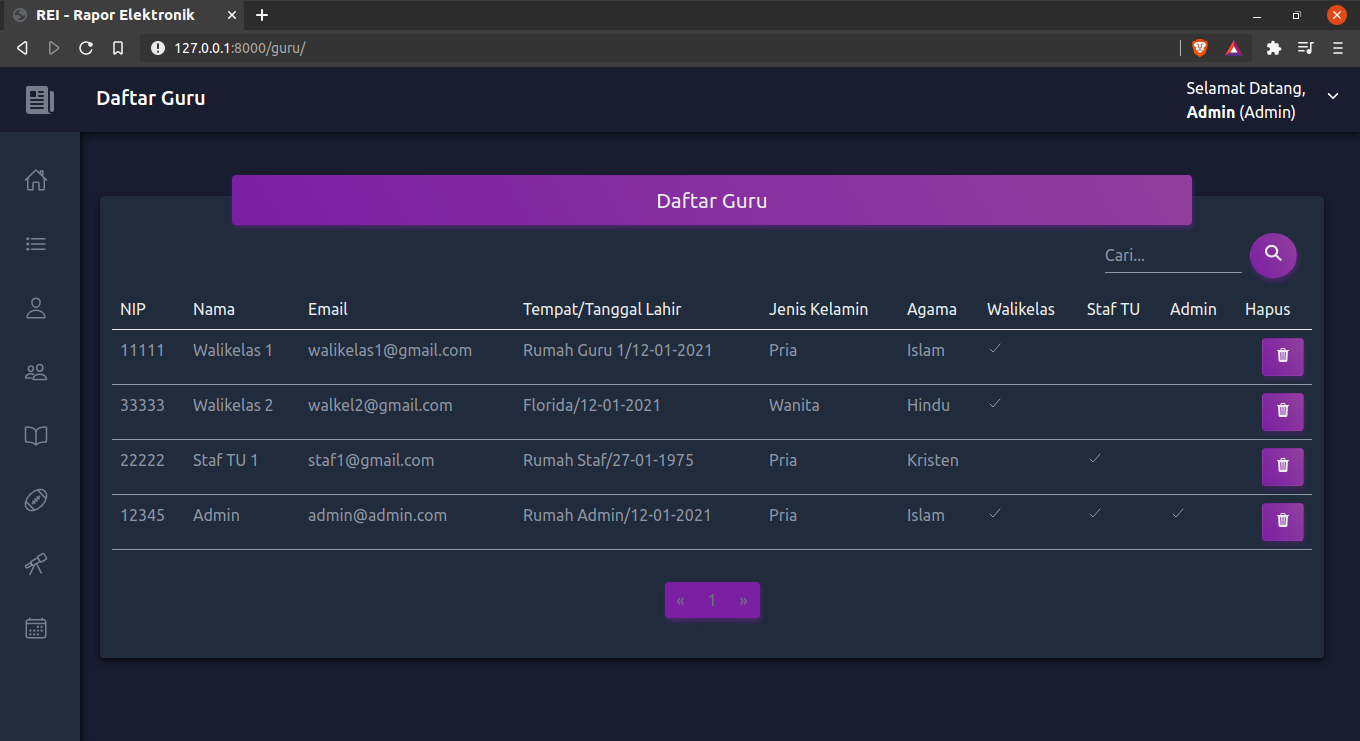 REI - Rapor Elektronik
127.0.0.1:8000/guru/
Daftar Guru
Selamat Datang,
Admin (Admin)
Daftar Guru
Cari...
NIP Nama Email Tempat/Tanggal Lahir Jenis Kelamin Agama Walikelas Staf TU Admin Hapus
11111 Walikelas 1 walikelas1@gmail.com Rumah Guru 1/12-01-2021 Pria Islam
33333 Walikelas 2 walkel2@gmail.com Florida/12-01-2021 Wanita Hindu
22222 Staf TU 1 staf1@gmail.com Rumah Staf/27-01-1975 Pria Kristen
12345 Admin admin@admin.com Rumah Admin/12-01-2021 Pria Islam
« 1 »